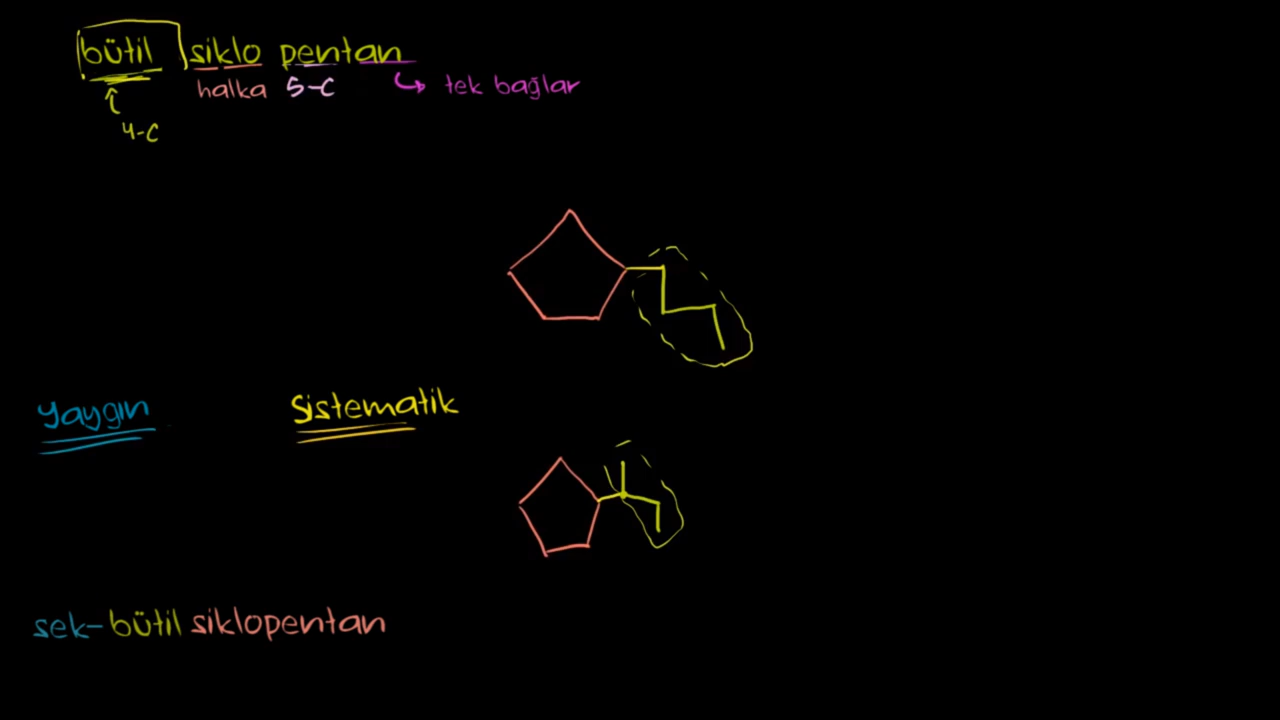 bütil siklo pentan
halka 5-C tek bağlar
4-C
yaygın sistematik
sek-bütil siklopentan